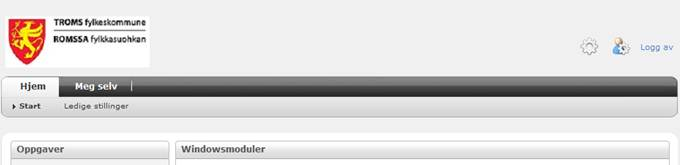 TROMS fylkeskommune
ROMSSA fylkkasuohkan
Logg av
Hjem Meg selv
Start Ledige stillinger
Oppgaver Windowsmoduler